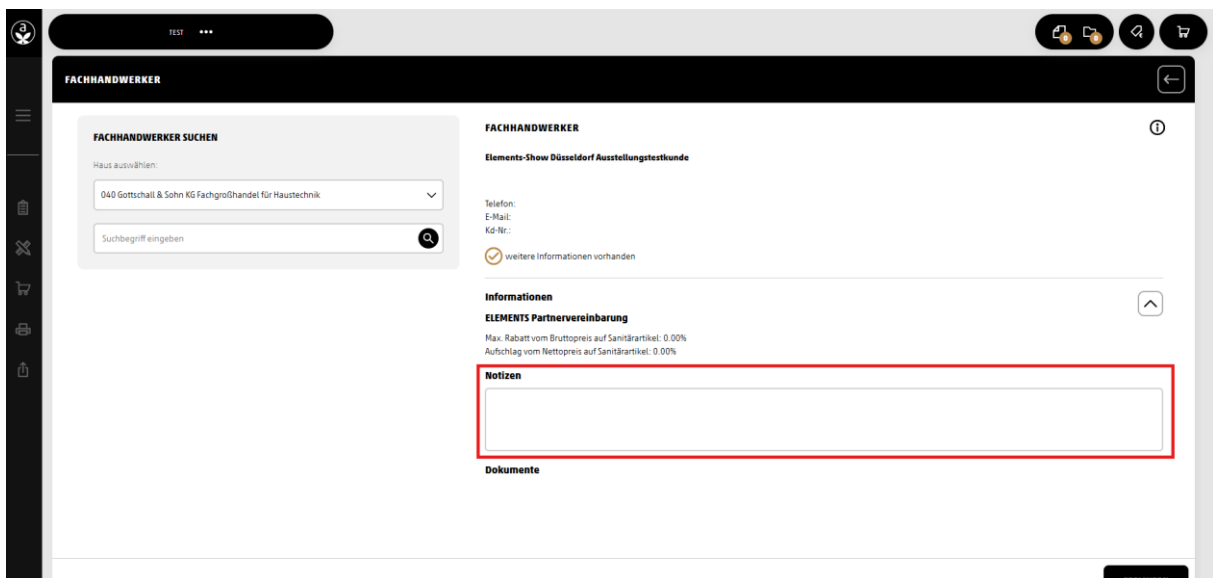 a
TEST •••
0
0
FACHHANDWERKER
FACHHANDWERKER SUCHEN
Haus auswählen:
040 Gottschall & Sohn KG Fachgroßhandel für Haustechnik
Suchbegriff eingeben
FACHHANDWERKER
Elements-Show Düsseldorf Ausstellungstestkunde
Telefon:
E-Mail:
Kd-Nr.:
weitere Informationen vorhanden
Informationen
ELEMENTS Partnervereinbarung
Max. Rabatt vom Bruttopreis auf Sanitärartikel: 0.00%
Aufschlag vom Nettopreis auf Sanitärartikel: 0.00%
Notizen
Dokumente